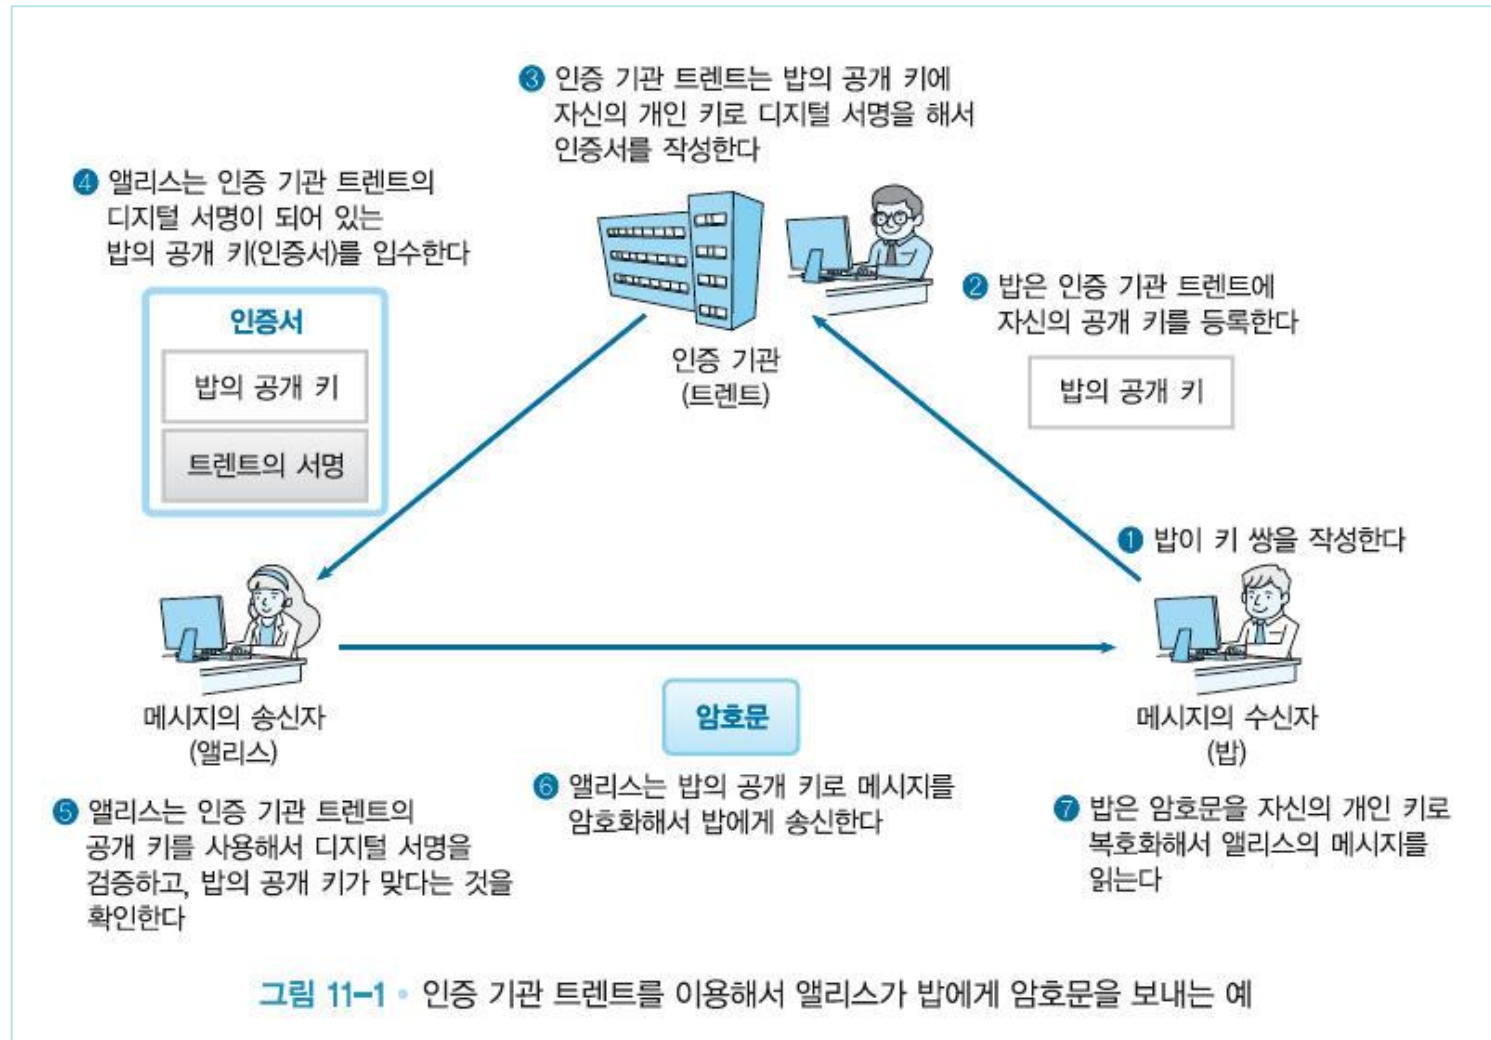 ❸ 인증 기관 트렌트는 밥의 공개 키에
자신의 개인 키로 디지털 서명을 해서
인증서를 작성한다
❹ 앨리스는 인증 기관 트렌트의
디지털 서명이 되어 있는
밥의 공개 키(인증서)를 입수한다
인증서
밥의 공개 키
트렌트의 서명
인증 기관
(트렌트)
❷ 밥은 인증 기관 트렌트에
자신의 공개 키를 등록한다
밥의 공개 키
❶ 밥이 키 쌍을 작성한다
메시지의 송신자
(앨리스)
암호문
메시지의 수신자
(밥)
❺ 앨리스는 인증 기관 트렌트의
공개 키를 사용해서 디지털 서명을
검증하고, 밥의 공개 키가 맞다는 것을
확인한다
❻ 앨리스는 밥의 공개 키로 메시지를
암호화해서 밥에게 송신한다
❼ 밥은 암호문을 자신의 개인 키로
복호화해서 앨리스의 메시지를
읽는다
그림 11-1 • 인증 기관 트렌트를 이용해서 앨리스가 밥에게 암호문을 보내는 예